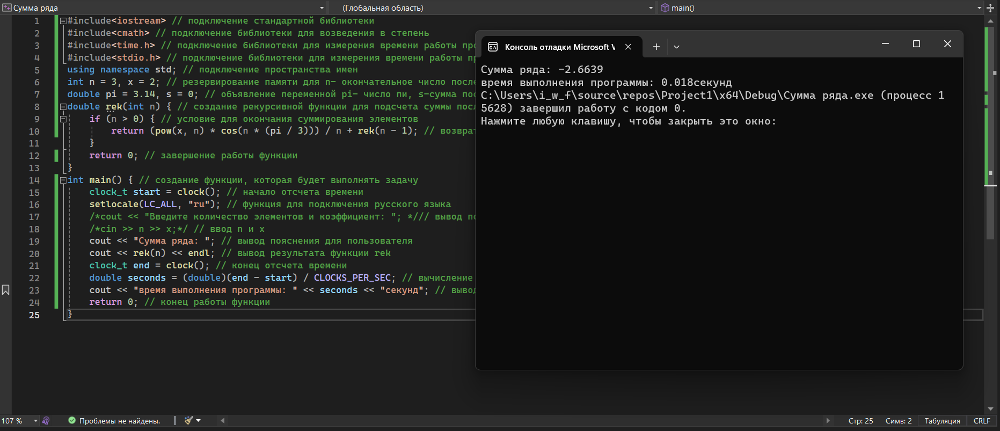 Сумма ряда (Глобальная область) main()
1 #include<iostream> // подключение стандартной библиотеки
2 #include<cmath> // подключение библиотеки для возведения в степень
3 #include<time.h> // подключение библиотеки для измерения времени работы
4 #include<stdio.h> // подключение библиотеки для измерения времени работы
5 using namespace std; // подключение пространства имен
6 int n = 3, x = 2; // резервирование памяти для n- окончательное число
7 double pi = 3.14, s = 0; // объявление переменной pi- число пи, s-сумма
8 double rek(int n) { // создание рекурсивной функции для подсчета суммы
9 if (n > 0) { // условие для окончания суммирования элементов
10 return (pow(x, n) * cos(n * (pi / 3))) / n + rek(n - 1); //
11 }
12 return 0; // завершение работы функции
13 }
14 int main() { // создание функции, которая будет выполнять задачу
15 clock_t start = clock(); // начало отсчета времени
16 setlocale(LC_ALL, "ru"); // функция для подключения русского языка
17 /*cout << "Введите количество элементов и коэффициент: "; */// вывод
18 /*cin >> n >> x;*/ // ввод n и x
19 cout << "Сумма ряда: "; // вывод пояснения для пользователя
20 cout << rek(n) << endl; // вывод результата функции rek
21 clock_t end = clock(); // конец отсчета времени
22 double seconds = (double)(end - start) / CLOCKS_PER_SEC; // вычисление
23 cout << "время выполнения программы: " << seconds << "секунд"; //
24 return 0; // конец работы функции
25 }
Консоль отладки Microsoft V
Сумма ряда: -2.6639
время выполнения программы: 0.018секунд
C:\Users\i_w_f\source\repos\Project1\x64\Debug\Сумма ряда.exe (процесс 1
5628) завершил работу с кодом 0.
Нажмите любую клавишу, чтобы закрыть это окно:
107 % Проблемы не найдены. Стр: 25 Симв: 2 Табуляция CRLF